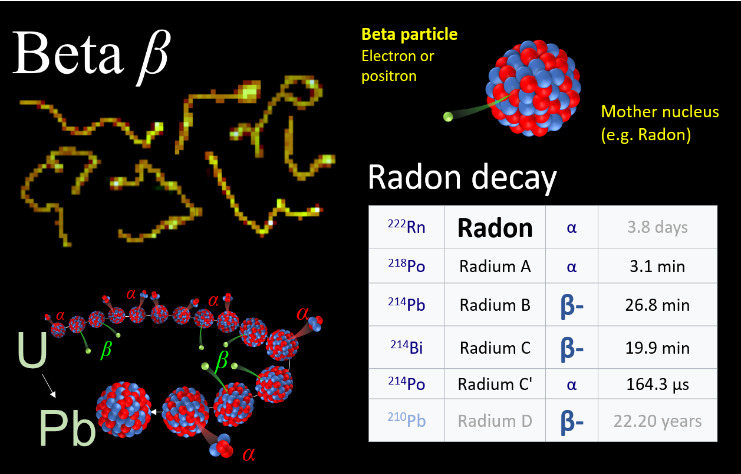 Beta β
Beta particle
Electron or
positron
Mother nucleus
(e.g. Radon)
Radon decay
²²²Rn Radon α 3.8 days
²¹⁸Po Radium A α 3.1 min
²¹⁴Pb Radium B β- 26.8 min
²¹⁴Bi Radium C β- 19.9 min
²¹⁴Po Radium C' α 164.3 µs
²¹⁰Pb Radium D β- 22.20 years
α
α
α
α
α
β
β
U
Pb
α